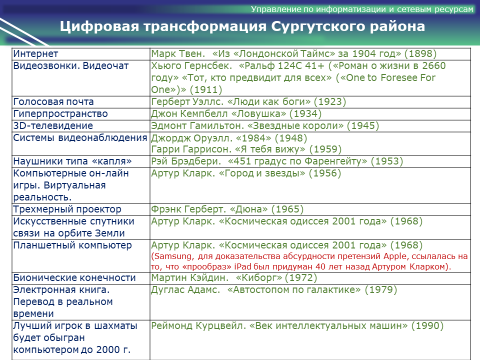 Управление по информатизации и сетевым ресурсам
Цифровая трансформация Сургутского района
Интернет
Марк Твен. «Из «Лондонской Таймс» за 1904 год» (1898)
Видеозвонки. Видеочат
Хьюго Гернсбек. «Ральф 124C 41+ («Роман о жизни в 2660
году» «Тот, кто предвидит для всех» («One to Foresee For
One»)» (1911)
Голосовая почта
Герберт Уэллс. «Люди как боги» (1923)
Гиперпространство
Джон Кемпбелл «Ловушка» (1934)
3D-телевидение
Эдмонт Гамильтон. «Звездные короли» (1945)
Системы видеонаблюдения
Джордж Оруэлл. «1984» (1948)
Гарри Гаррисон. «Я тебя вижу» (1959)
Наушники типа «капля»
Рэй Брэдбери. «451 градус по Фаренгейту» (1953)
Компьютерные он-лайн
игры. Виртуальная
реальность.
Артур Кларк. «Город и звезды» (1956)
Трехмерный проектор
Фрэнк Герберт. «Дюна» (1965)
Искусственные спутники
связи на орбите Земли
Артур Кларк. «Космическая одиссея 2001 года» (1968)
Планшетный компьютер
Артур Кларк. «Космическая одиссея 2001 года» (1968)
(Samsung, для доказательства абсурдности претензий Apple, ссылалась на
то, что «прообраз» iPad был придуман 40 лет назад Артуром Кларком).
Бионические конечности
Мартин Кэйдин. «Киборг» (1972)
Электронная книга.
Перевод в реальном
времени
Дуглас Адамс. «Автостопом по галактике» (1979)
Лучший игрок в шахматы
будет обыгран
компьютером до 2000 г.
Реймонд Курцвейл. «Век интеллектуальных машин» (1990)